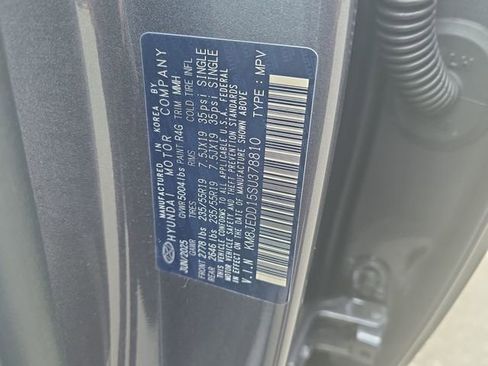 MANUFACTURED IN KOREA BY
HYUNDAI MOTOR COMPANY
JUN/2025 GVWR 5004 lbs PAINT R4G TRIM MMH
GAWR TIRES RIMS COLD TIRE INFL
FRONT 2778 lbs 235/55R19 7.5JX19 35psi SINGLE
REAR 2646 lbs 235/55R19 7.5JX19 35psi SINGLE
THIS VEHICLE CONFORMS TO ALL APPLICABLE U.S.A FEDERAL
MOTOR VEHICLE SAFETY AND THEFT PREVENTION STANDARDS
IN EFFECT ON THE DATE OF MANUFACTURE SHOWN ABOVE
V.I.N KM8JEDD15SU378810 TYPE : MPV